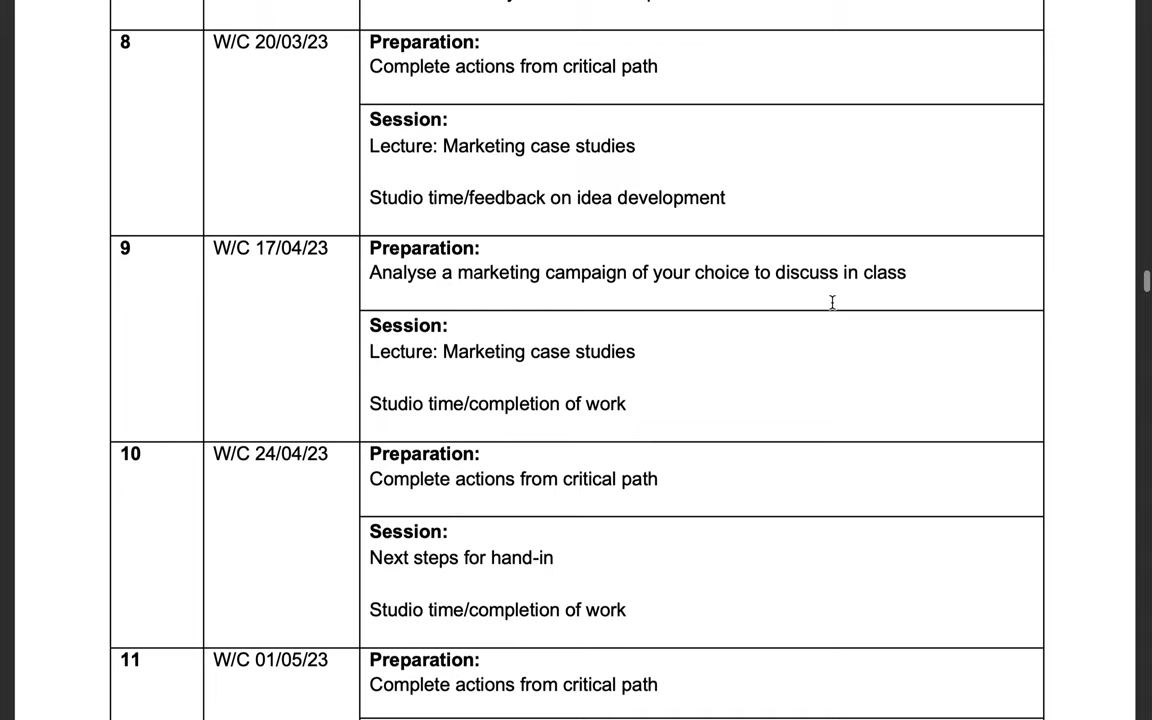 8
W/C 20/03/23
Preparation:
Complete actions from critical path
Session:
Lecture: Marketing case studies
Studio time/feedback on idea development
9
W/C 17/04/23
Preparation:
Analyse a marketing campaign of your choice to discuss in class
Session:
Lecture: Marketing case studies
Studio time/completion of work
10
W/C 24/04/23
Preparation:
Complete actions from critical path
Session:
Next steps for hand-in
Studio time/completion of work
11
W/C 01/05/23
Preparation:
Complete actions from critical path